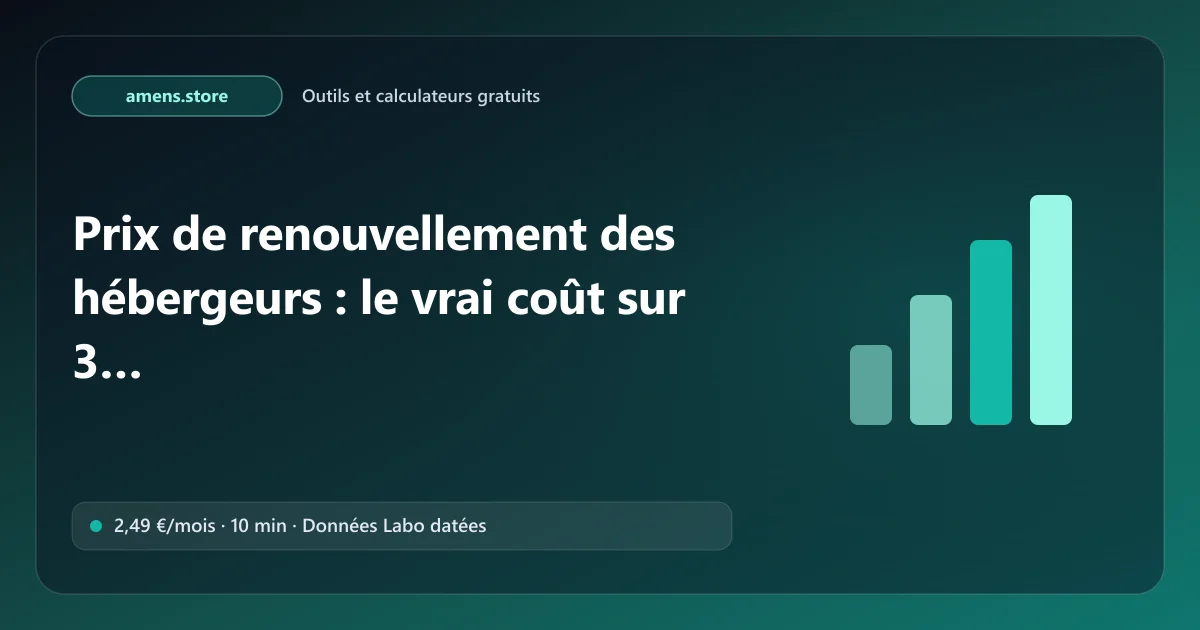 amens.store
Outils et calculateurs gratuits
Prix de renouvellement des
hébergeurs : le vrai coût sur
3...
2,49 €/mois · 10 min · Données Labo datées